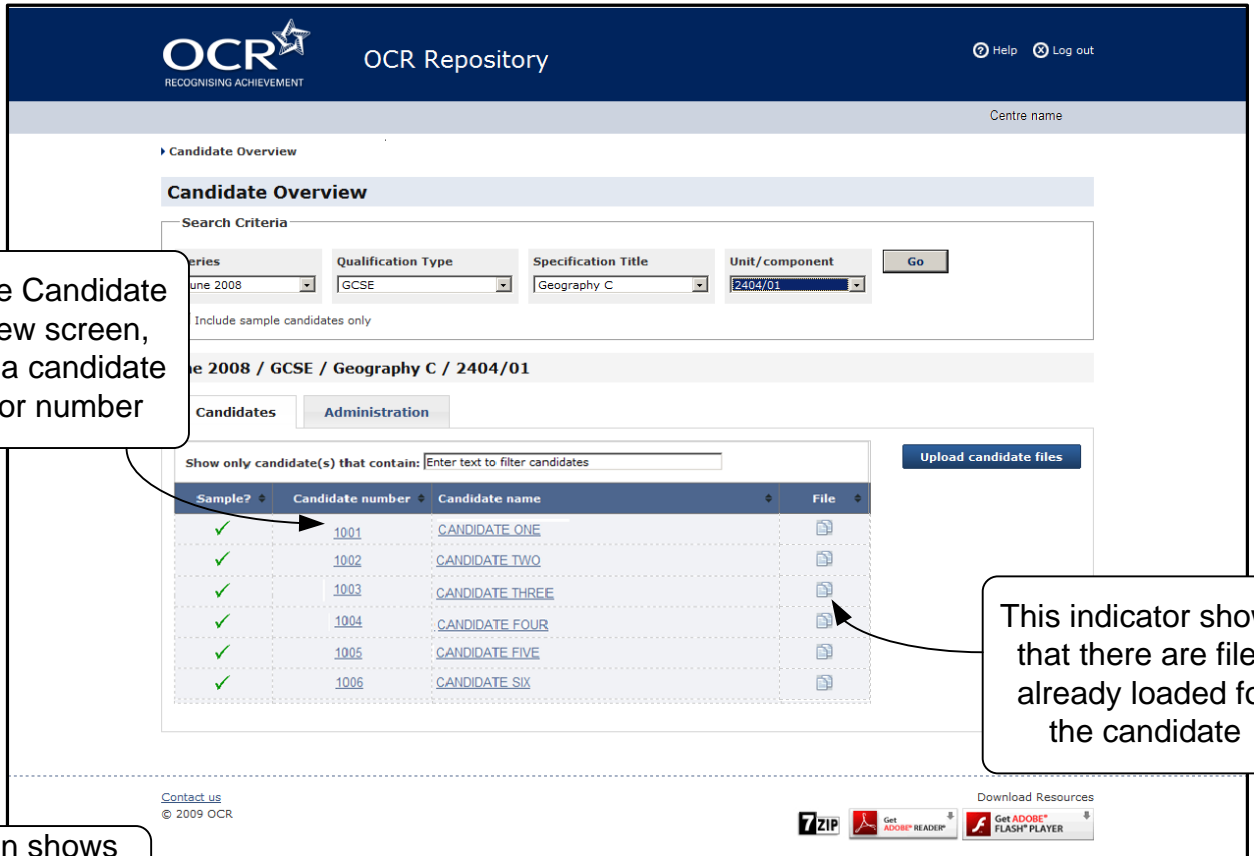 OCR
RECOGNISING ACHIEVEMENT
OCR Repository
Help Log out
Centre name
Candidate Overview
Candidate Overview
Search Criteria
eries Qualification Type Specification Title Unit/component Go
une 2008 GCSE Geography C 2404/01
Include sample candidates only
e Candidate
ew screen,
a candidate
or number
ne 2008 / GCSE / Geography C / 2404/01
Candidates Administration
Show only candidate(s) that contain: Enter text to filter candidates
Upload candidate files
Sample? Candidate number Candidate name File
1001 CANDIDATE ONE
1002 CANDIDATE TWO
1003 CANDIDATE THREE
1004 CANDIDATE FOUR
1005 CANDIDATE FIVE
1006 CANDIDATE SIX
This indicator show
that there are file
already loaded fo
the candidate
Contact us
© 2009 OCR
Download Resources
7ZIP Get ADOBE® READER® Get ADOBE® FLASH® PLAYER
n shows